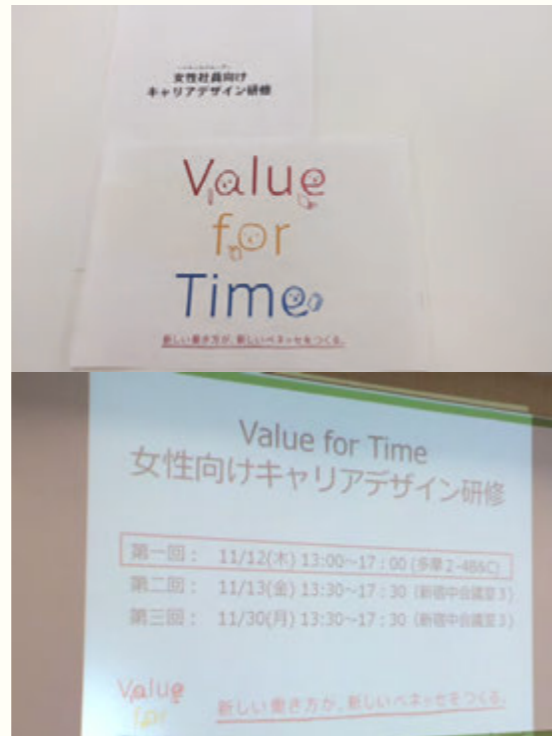 女性社員向け
キャリアデザイン研修
Value
for
Time
新しい働き方が、新しいベネッセをつくる。
Value for Time
女性向けキャリアデザイン研修
第一回： 11/12(木) 13:00～17：00 (多摩2-4B&C)
第二回： 11/13(金) 13:30～17：30 (新宿中会議室3)
第三回： 11/30(月) 13:30～17：30 (新宿中会議室3)
Value
for
新しい働き方が、新しいベネッセをつくる。